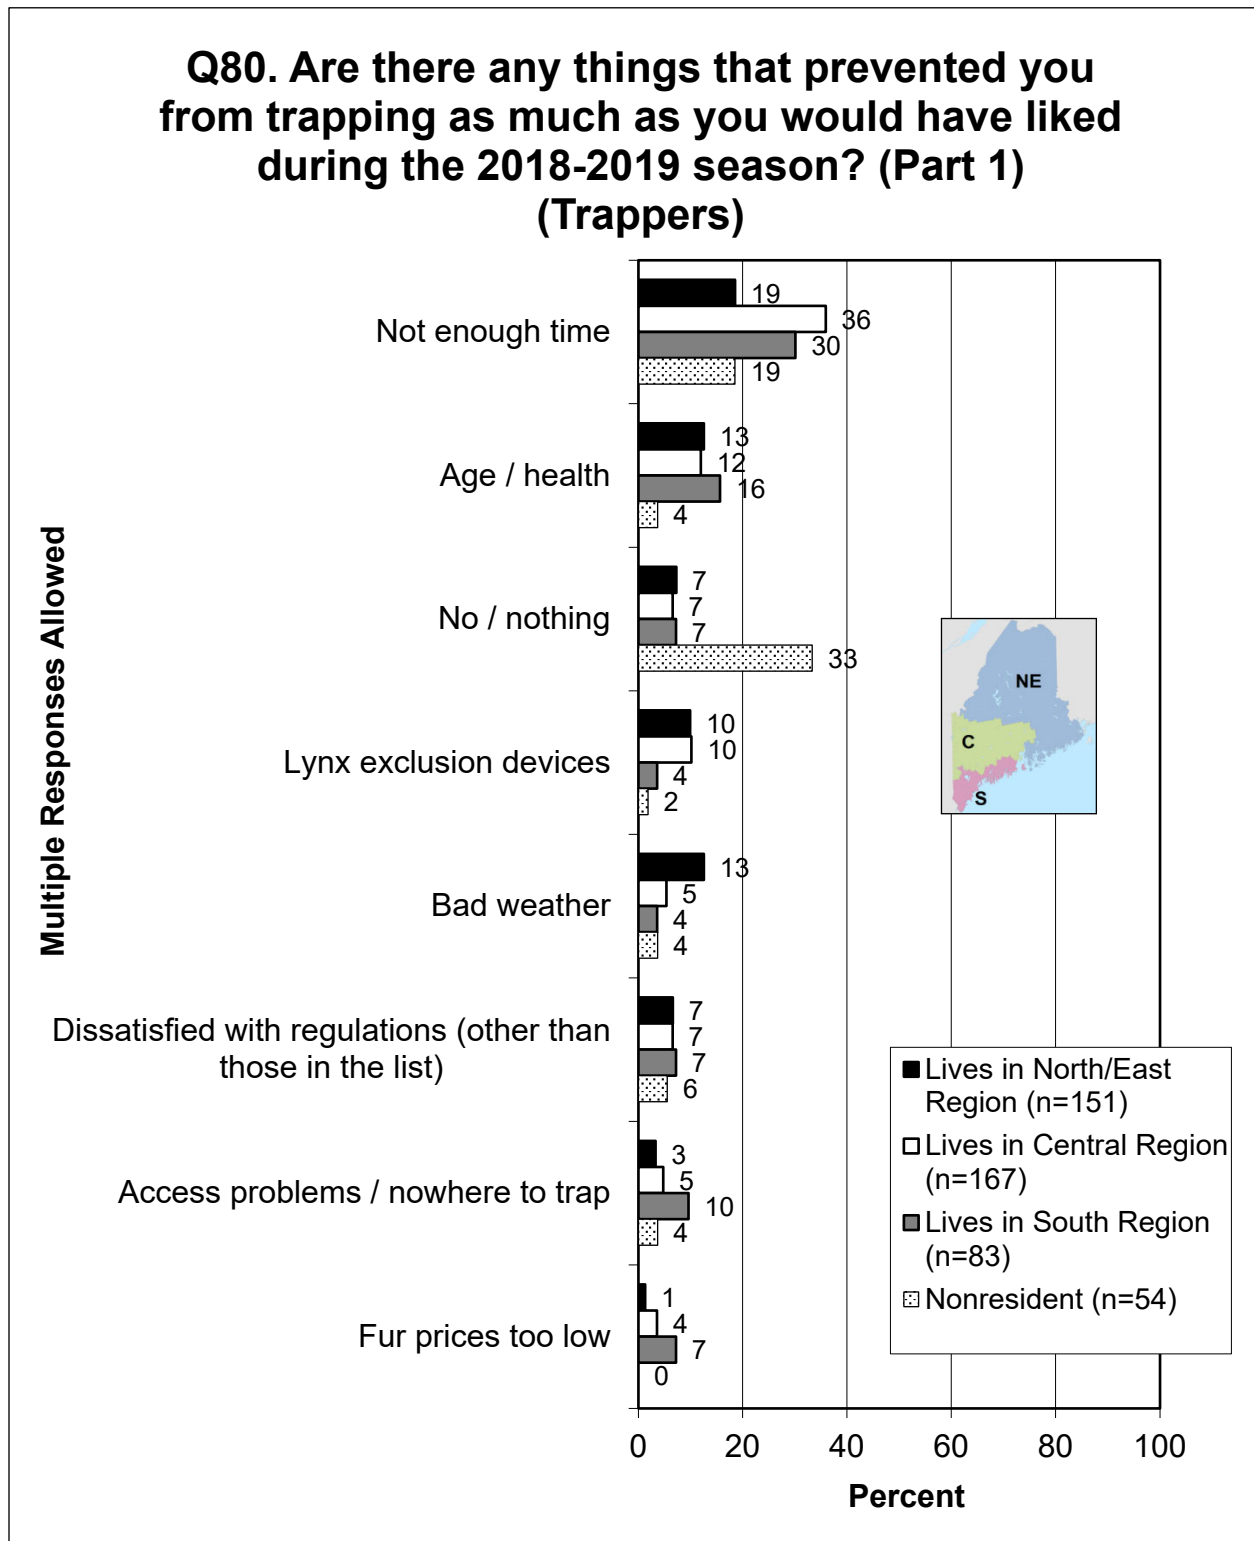 Q80. Are there any things that prevented you
from trapping as much as you would have liked
during the 2018-2019 season? (Part 1)
(Trappers)
Multiple Responses Allowed
Not enough time
19
36
30
19
Age / health
13
12
16
4
No / nothing
7
7
7
33
Lynx exclusion devices
10
10
4
2
Bad weather
13
5
4
4
Dissatisfied with regulations (other than
those in the list)
7
7
7
6
Access problems / nowhere to trap
3
5
10
4
Fur prices too low
1
4
7
0
NE
C
S
Lives in North/East
Region (n=151)
Lives in Central Region
(n=167)
Lives in South Region
(n=83)
Nonresident (n=54)
0 20 40 60 80 100
Percent